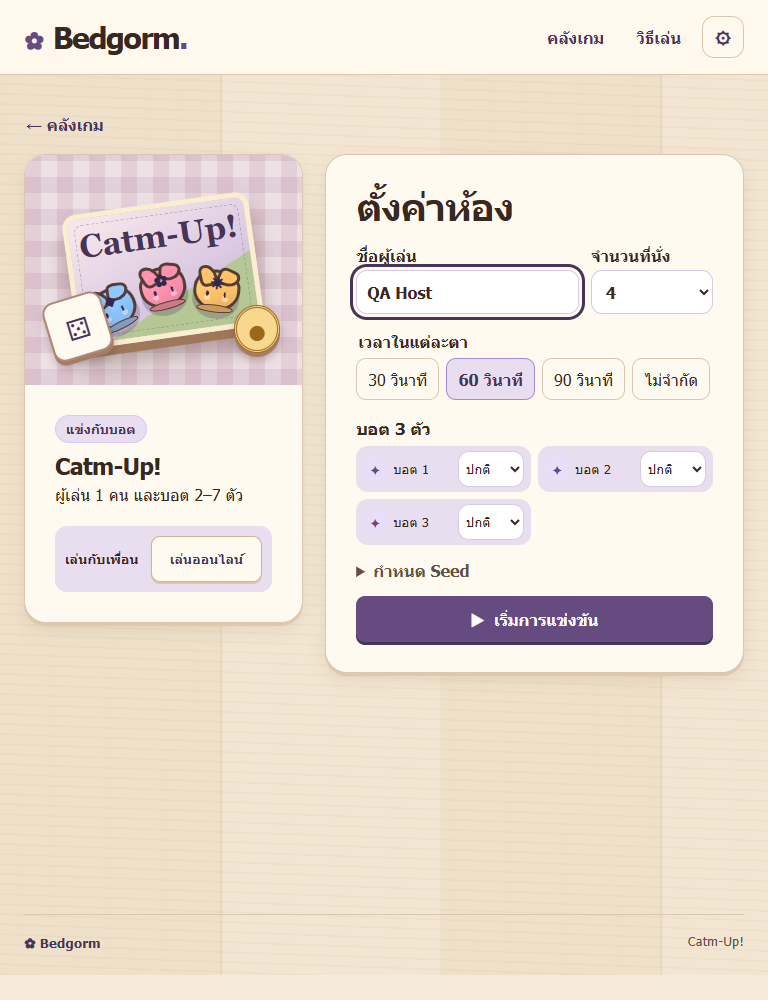 ✿ Bedgorm.
คลังเกม
วิธีเล่น
← คลังเกม
Catm-Up!
แข่งกับบอต
Catm-Up!
ผู้เล่น 1 คน และบอต 2–7 ตัว
เล่นกับเพื่อน
เล่นออนไลน์
ตั้งค่าห้อง
ชื่อผู้เล่น
จำนวนที่นั่ง
QA Host
4
เวลาในแต่ละตา
30 วินาที
60 วินาที
90 วินาที
ไม่จำกัด
บอต 3 ตัว
✦ บอต 1 ปกติ
✦ บอต 2 ปกติ
✦ บอต 3 ปกติ
▶ กำหนด Seed
▶ เริ่มการแข่งขัน
✿ Bedgorm
Catm-Up!